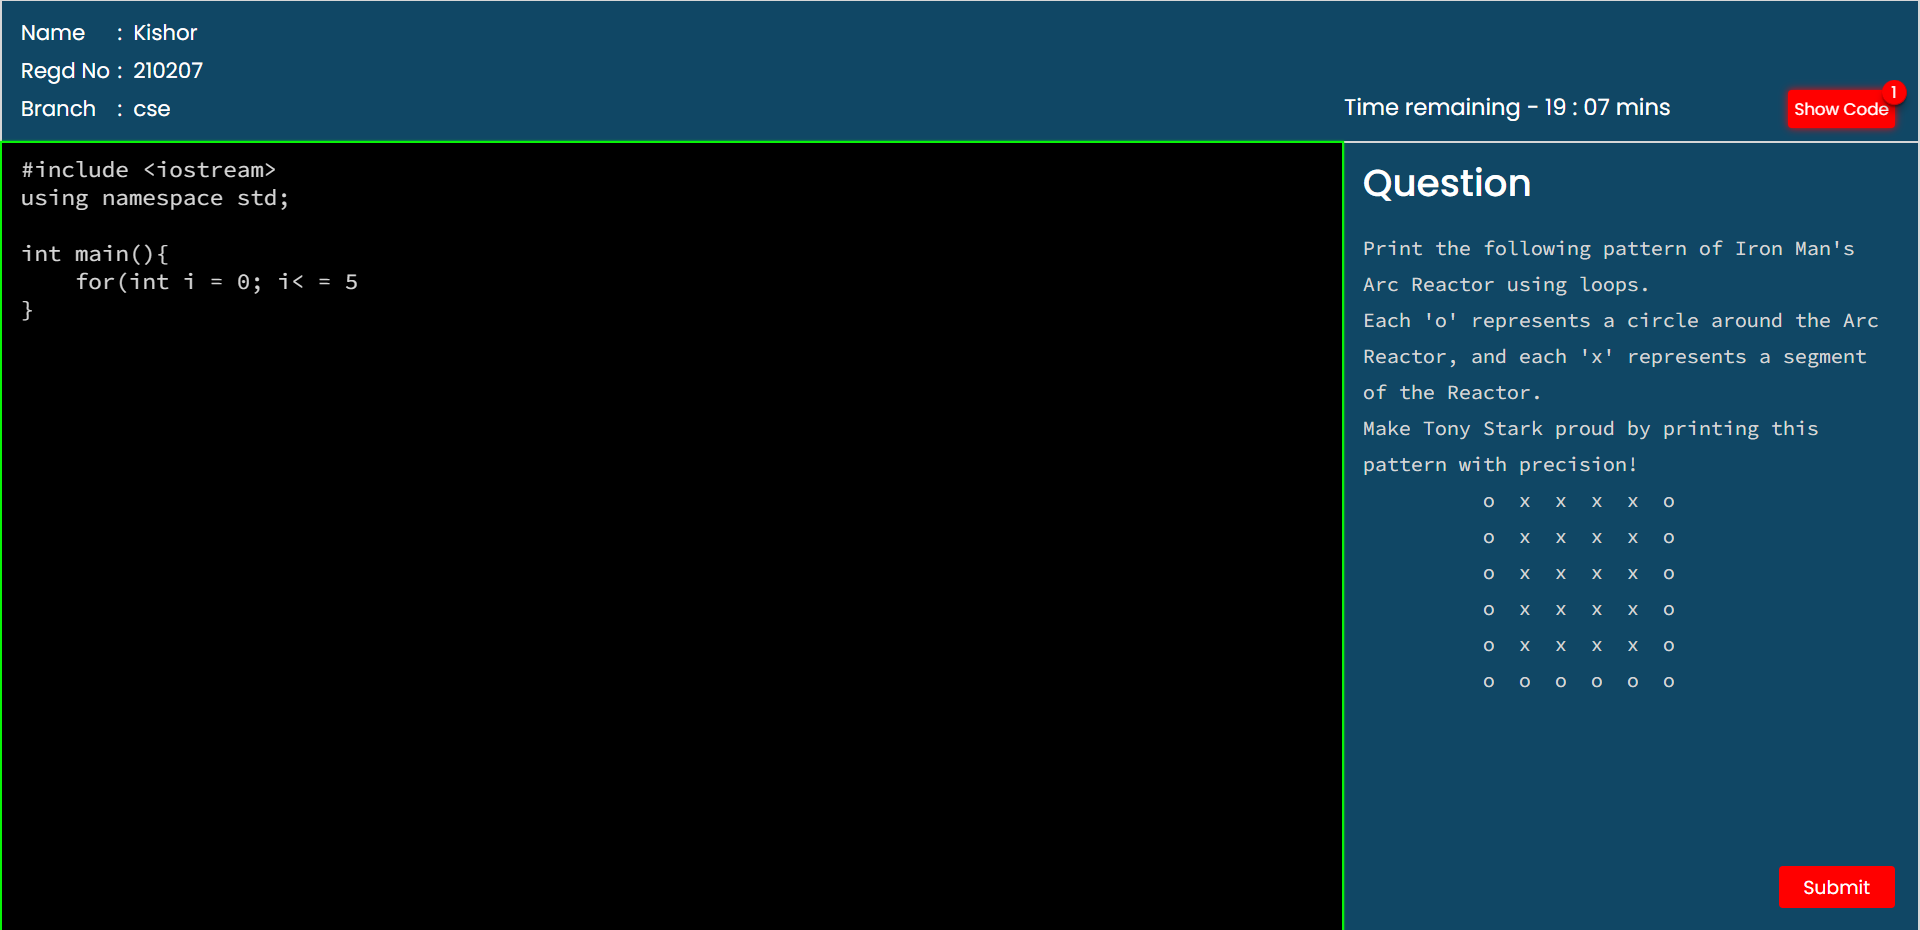 Name : Kishor
Regd No : 210207
Branch : cse
Time remaining - 19 : 07 mins
Show Code
1
#include <iostream>
using namespace std;

int main(){
    for(int i = 0; i< = 5
}
Question
Print the following pattern of Iron Man's
Arc Reactor using loops.
Each 'o' represents a circle around the Arc
Reactor, and each 'x' represents a segment
of the Reactor.
Make Tony Stark proud by printing this
pattern with precision!
o  x  x  x  x  o
o  x  x  x  x  o
o  x  x  x  x  o
o  x  x  x  x  o
o  x  x  x  x  o
o  o  o  o  o  o
Submit